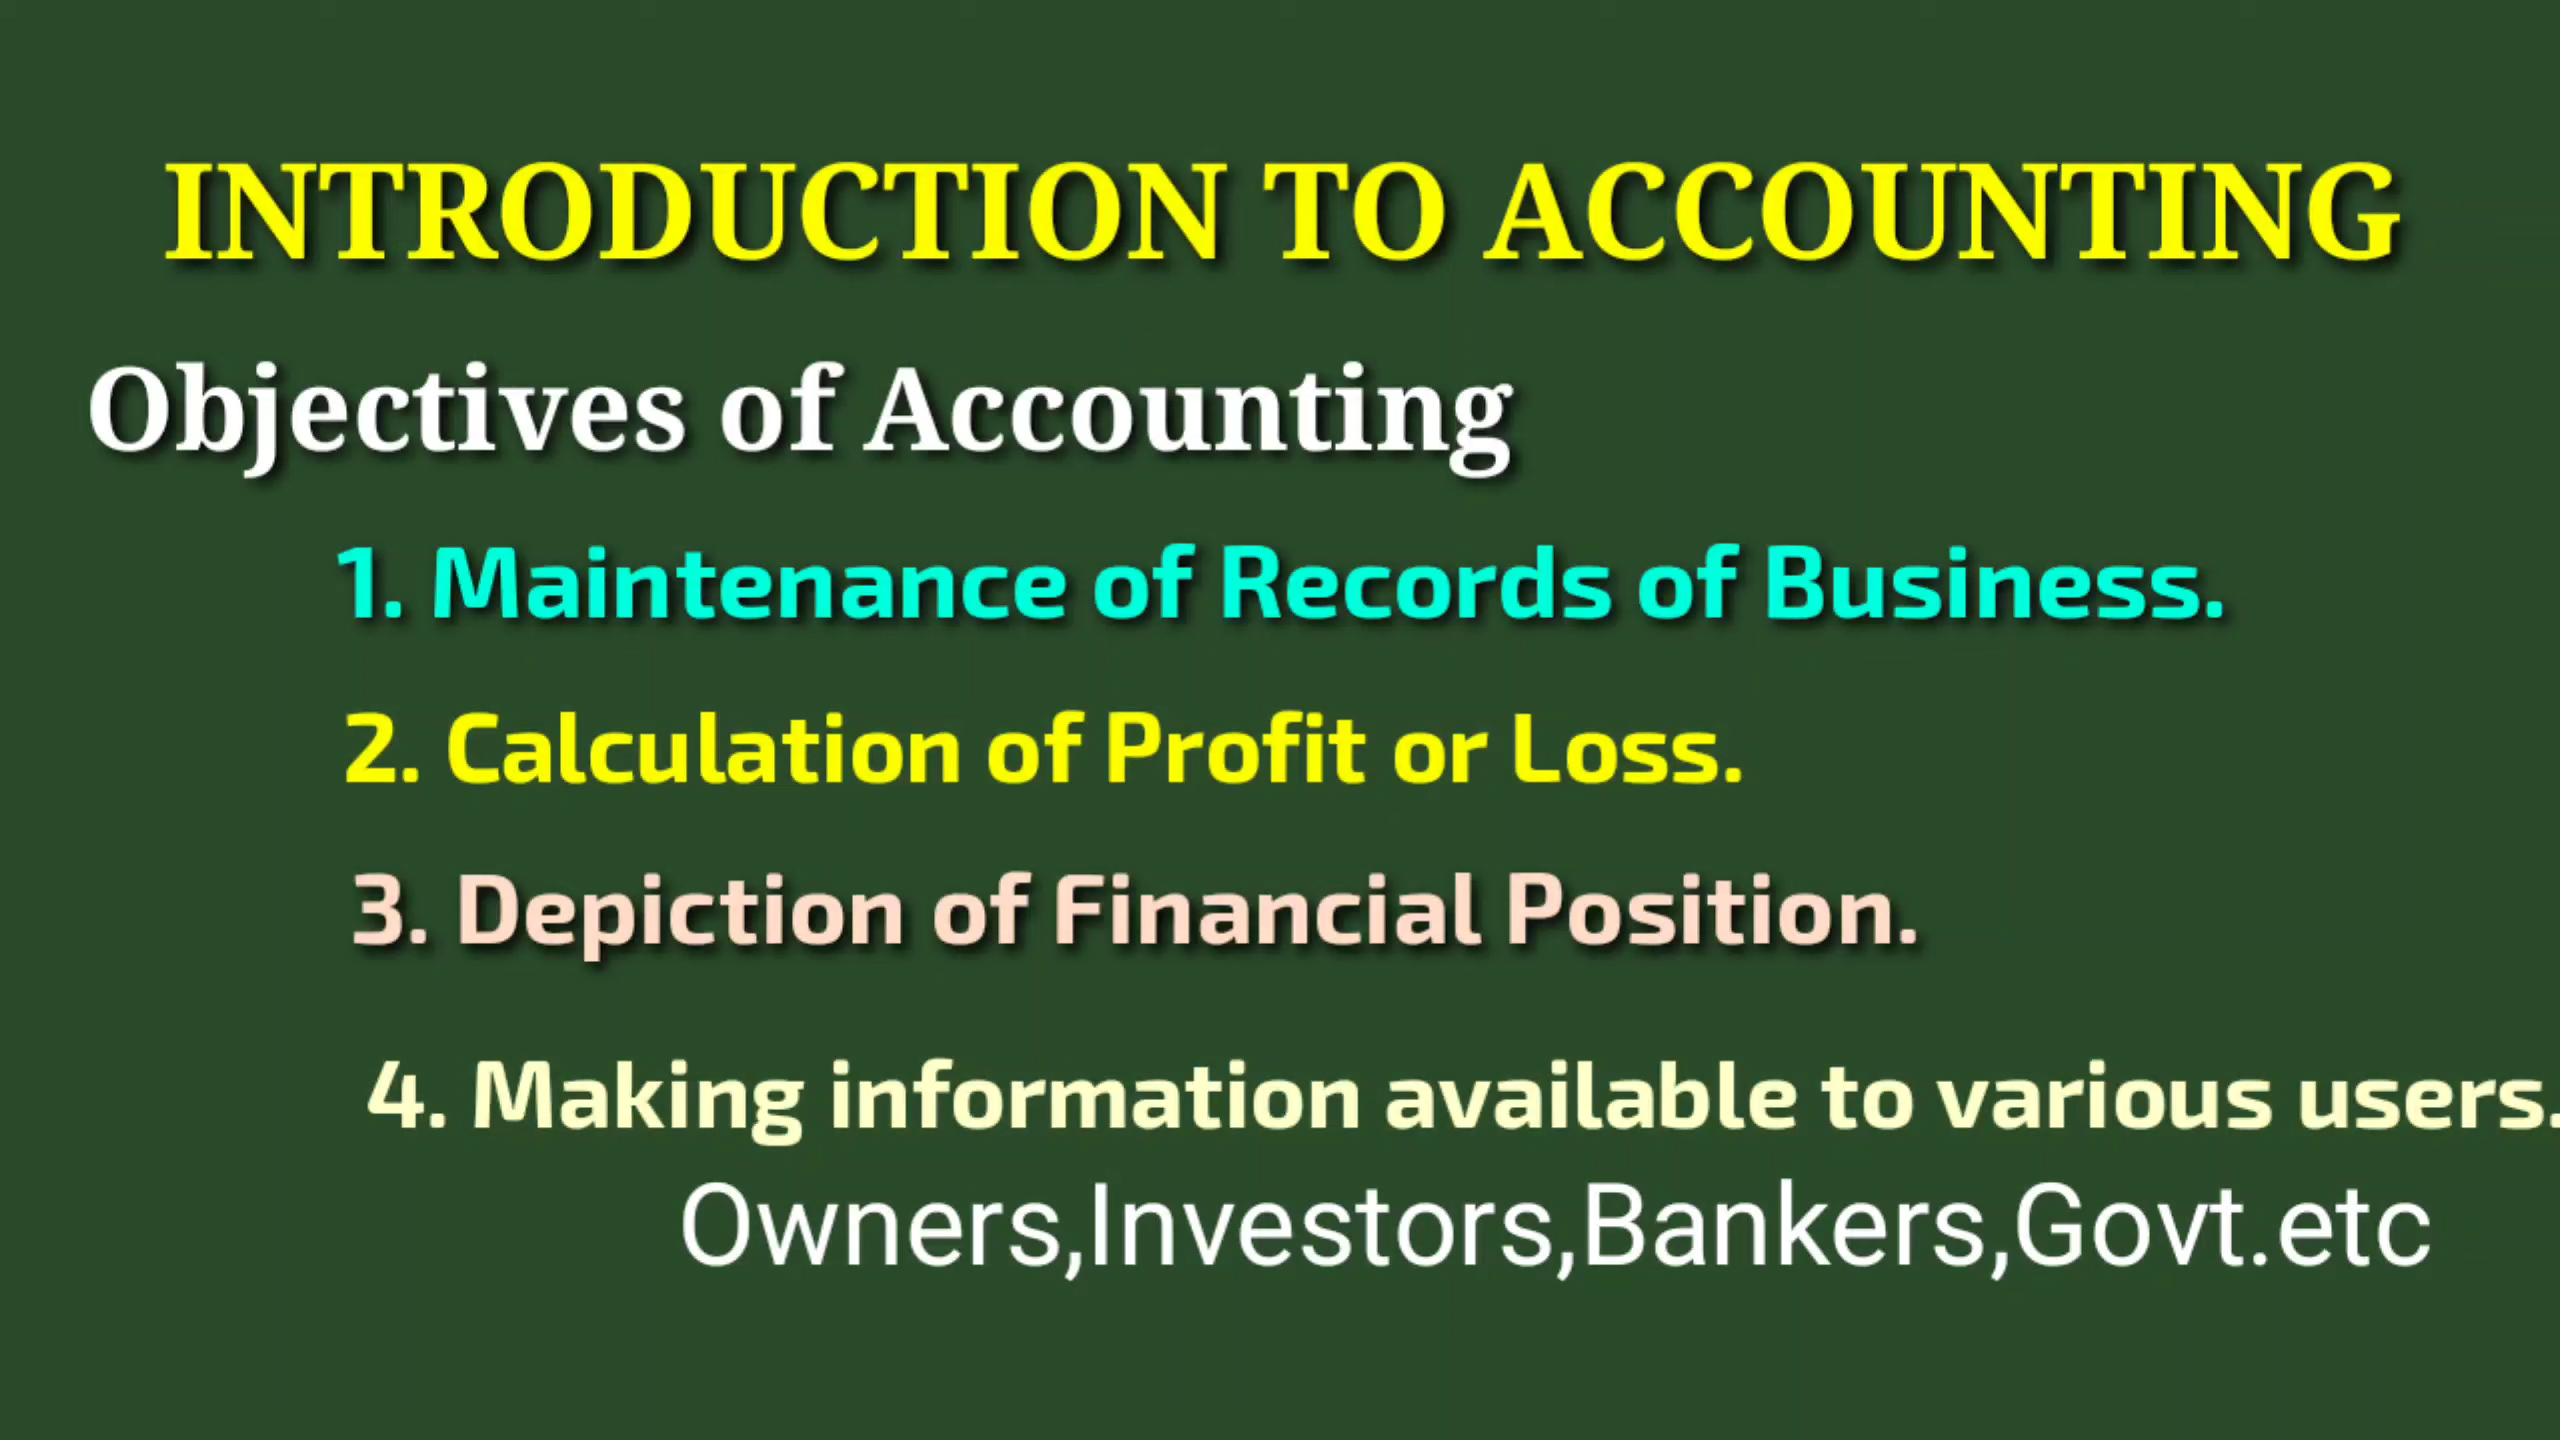 INTRODUCTION TO ACCOUNTING
Objectives of Accounting
1. Maintenance of Records of Business.
2. Calculation of Profit or Loss.
3. Depiction of Financial Position.
4. Making information available to various users.
Owners,Investors,Bankers,Govt.etc